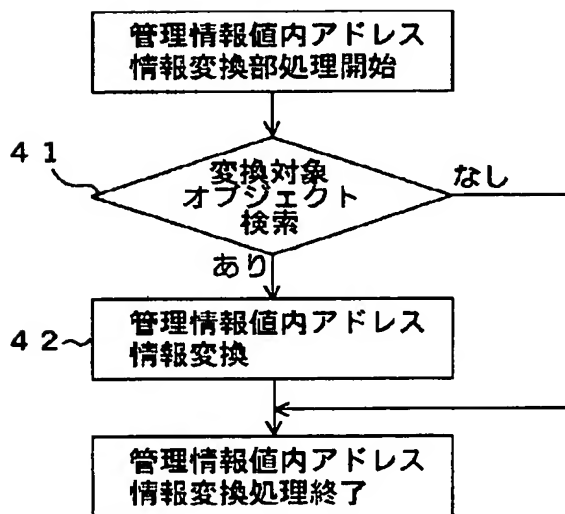 管理情報値内アドレス
情報変換部処理開始
41
変換対象
オブジェクト
検索
なし
あり
42
管理情報値内アドレス
情報変換
管理情報値内アドレス
情報変換処理終了